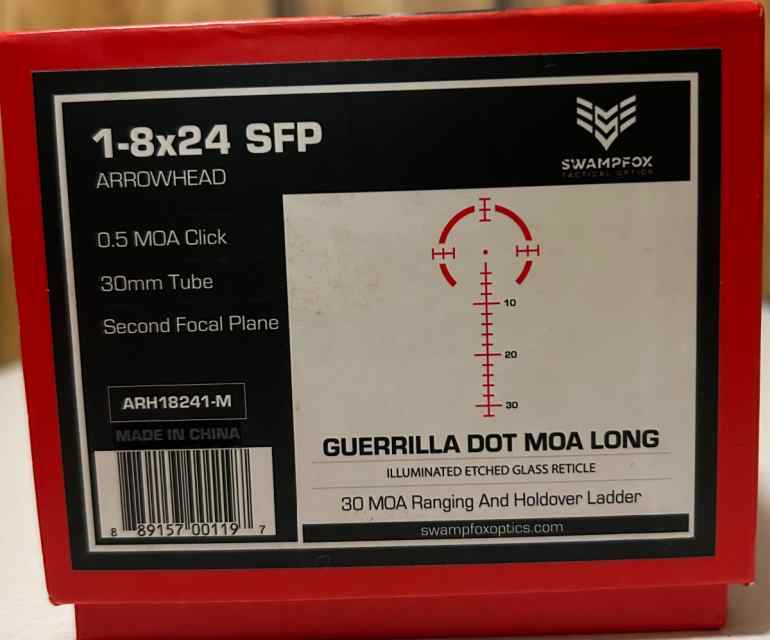 1-8x24 SFP
ARROWHEAD
SWAMPFOX
TACTICAL OPTICS
0.5 MOA Click
30mm Tube
Second Focal Plane
10
20
30
ARH18241-M
MADE IN CHINA
8 89157 00119 7
GUERRILLA DOT MOA LONG
ILLUMINATED ETCHED GLASS RETICLE
30 MOA Ranging And Holdover Ladder
swampfoxoptics.com